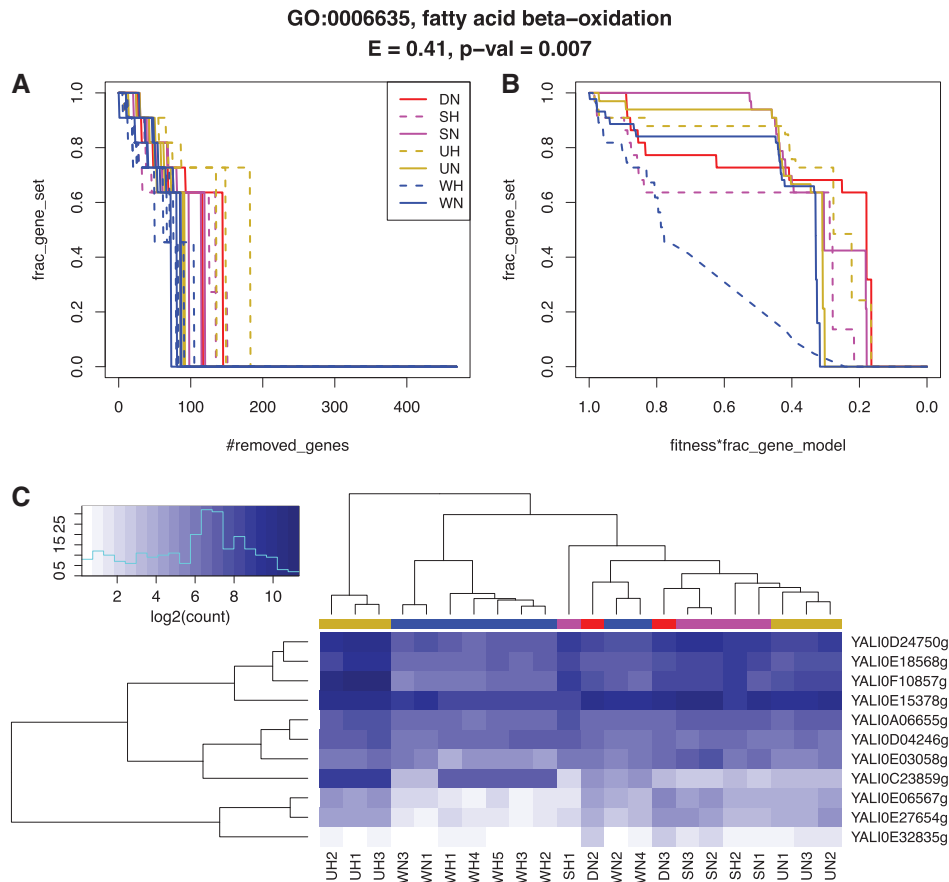 GO:0006635, fatty acid beta−oxidation
E = 0.41, p−val = 0.007
A
frac_gene_set
1.0
0.8
0.6
0.4
0.2
0.0
0 100 200 300 400
#removed_genes
DN
SH
SN
UH
UN
WH
WN
B
frac_gene_set
1.0
0.8
0.6
0.4
0.2
0.0
1.0 0.8 0.6 0.4 0.2 0.0
fitness*frac_gene_model
C
0 5 15 25
2 4 6 8 10
log2(count)
YALI0D24750g
YALI0E18568g
YALI0F10857g
YALI0E15378g
YALI0A06655g
YALI0D04246g
YALI0E03058g
YALI0C23859g
YALI0E06567g
YALI0E27654g
YALI0E32835g
UH2 UH1 UH3 WN3 WN1 WH1 WH4 WH5 WH3 WH2 SH1 DN2 WN2 WN4 DN3 SN3 SN2 SH2 SN1 UN1 UN3 UN2